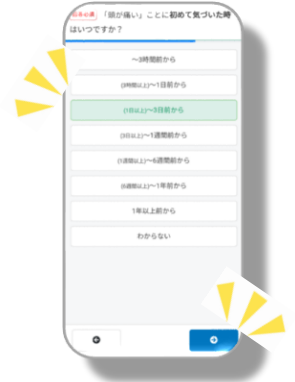 「頭が痛い」ことに初めて気づいた時
はいつですか？
〜3時間前から
(3時間以上)〜1日前から
(1日以上)〜3日前から
(3日以上)〜1週間前から
(1週間以上)〜6週間前から
(6週間以上)〜1年前から
1年以上前から
わからない